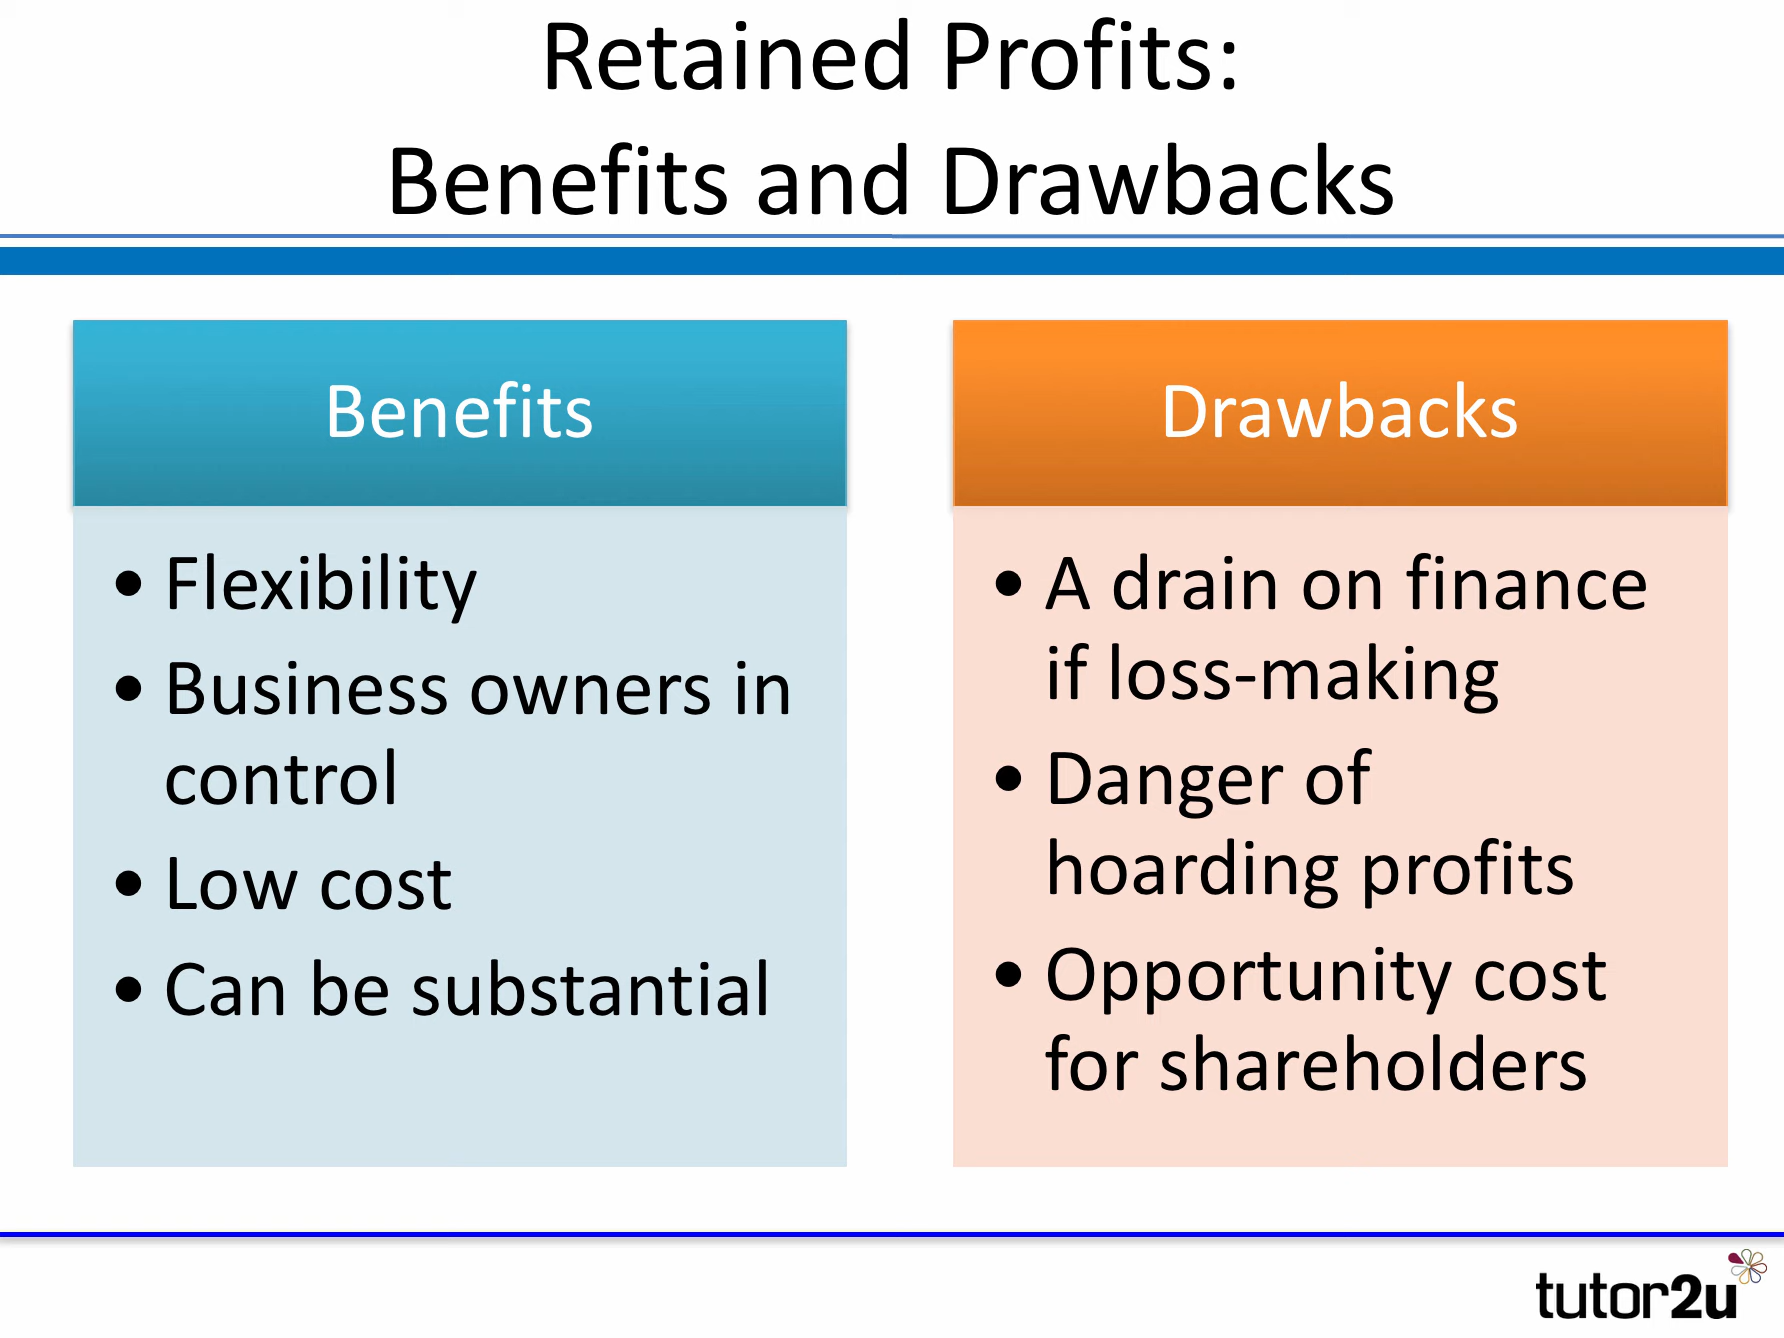 Retained Profits:
Benefits and Drawbacks
Benefits
• Flexibility
• Business owners in
control
• Low cost
• Can be substantial
Drawbacks
• A drain on finance
if loss-making
• Danger of
hoarding profits
• Opportunity cost
for shareholders
tutor2u